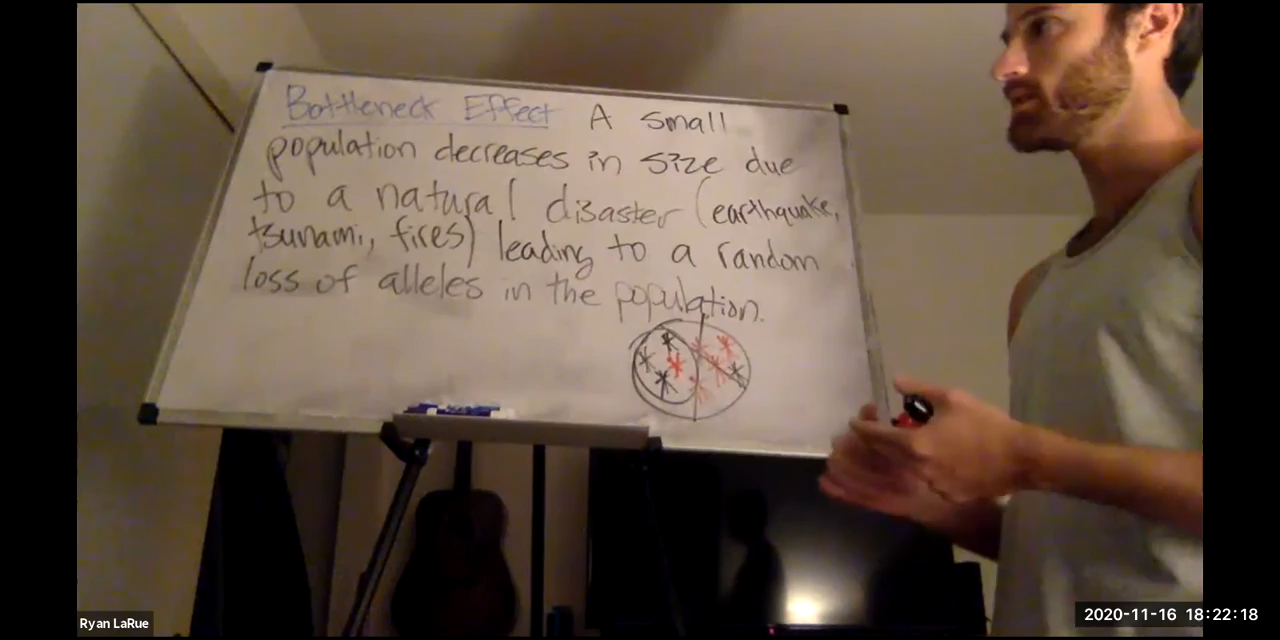 Bottleneck Effect A small
population decreases in size due
to a natural disaster (earthquake,
tsunami, fires) leading to a random
loss of alleles in the population.
Ryan LaRue
2020-11-16 18:22:18